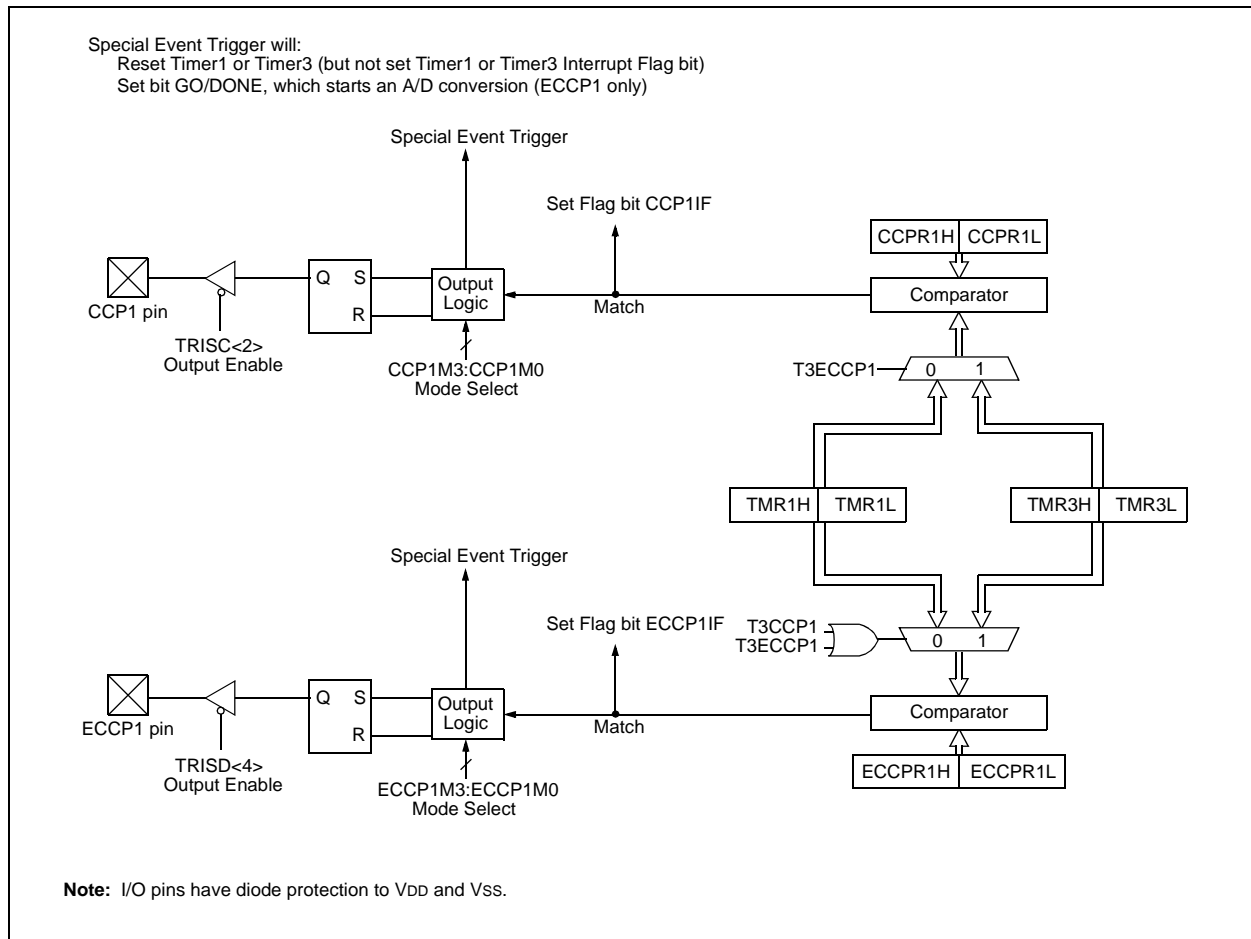 Special Event Trigger will:
Reset Timer1 or Timer3 (but not set Timer1 or Timer3 Interrupt Flag bit)
Set bit GO/DONE, which starts an A/D conversion (ECCP1 only)
Special Event Trigger
Set Flag bit CCP1IF
CCPR1H CCPR1L
Q S
R
Output
Logic
Comparator
CCP1 pin
Match
TRISC<2>
Output Enable
CCP1M3:CCP1M0
Mode Select
T3ECCP1
0 1
TMR1H TMR1L
TMR3H TMR3L
Special Event Trigger
Set Flag bit ECCP1IF
T3CCP1
T3ECCP1
0 1
Q S
R
Output
Logic
Comparator
ECCP1 pin
Match
TRISD<4>
Output Enable
ECCP1M3:ECCP1M0
Mode Select
ECCPR1H ECCPR1L
Note: I/O pins have diode protection to VDD and VSS.